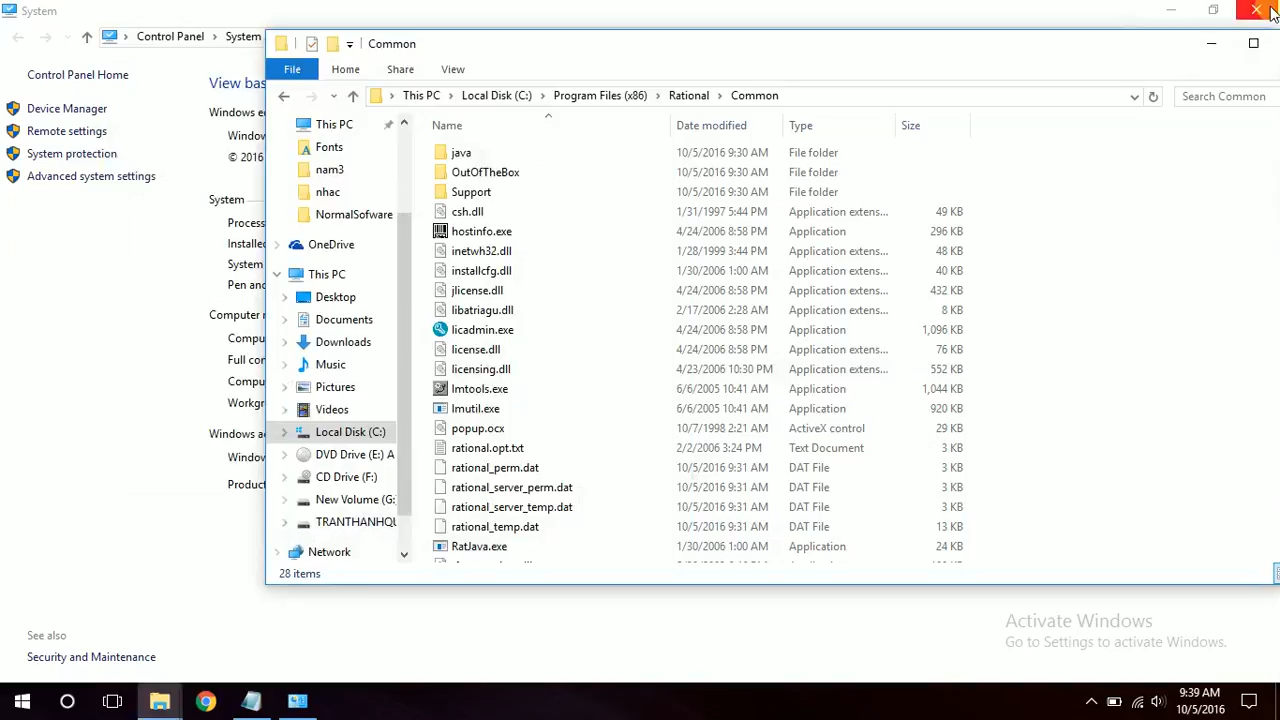 System
Control Panel
System
Control Panel Home
Device Manager
Remote settings
System protection
Advanced system settings
View bas
Windows e
Windov
© 2016
System
Proces
Installe
System
Pen an
Computer r
Compu
Full con
Compu
Workg
Windows a
Window
Produc
See also
Security and Maintenance
Common
File
Home
Share
View
This PC
Local Disk (C:)
Program Files (x86)
Rational
Common
Search Common
This PC
Fonts
nam3
nhac
NormalSofware
OneDrive
This PC
Desktop
Documents
Downloads
Music
Pictures
Videos
Local Disk (C:)
DVD Drive (E:) A
CD Drive (F:)
New Volume (G:
TRANTHANHQU
Network
Name Date modified Type Size
java 10/5/2016 9:30 AM File folder
OutOfTheBox 10/5/2016 9:30 AM File folder
Support 10/5/2016 9:30 AM File folder
csh.dll 1/31/1997 5:44 PM Application extens... 49 KB
hostinfo.exe 4/24/2006 8:58 PM Application 296 KB
inetwh32.dll 1/28/1999 3:44 PM Application extens... 48 KB
installcfg.dll 1/30/2006 1:00 AM Application extens... 40 KB
jlicense.dll 4/24/2006 8:58 PM Application extens... 432 KB
libatriagu.dll 2/17/2006 2:28 AM Application extens... 8 KB
licadmin.exe 4/24/2006 8:58 PM Application 1,096 KB
license.dll 4/24/2006 8:58 PM Application extens... 76 KB
licensing.dll 4/23/2006 10:30 PM Application extens... 552 KB
lmtools.exe 6/6/2005 10:41 AM Application 1,044 KB
lmutil.exe 6/6/2005 10:41 AM Application 920 KB
popup.ocx 10/7/1998 2:21 AM ActiveX control 29 KB
rational.opt.txt 2/2/2006 3:24 PM Text Document 3 KB
rational_perm.dat 10/5/2016 9:31 AM DAT File 3 KB
rational_server_perm.dat 10/5/2016 9:31 AM DAT File 3 KB
rational_server_temp.dat 10/5/2016 9:31 AM DAT File 3 KB
rational_temp.dat 10/5/2016 9:31 AM DAT File 13 KB
RatJava.exe 1/30/2006 1:00 AM Application 24 KB
28 items
Activate Windows
Go to Settings to activate Windows.
9:39 AM
10/5/2016